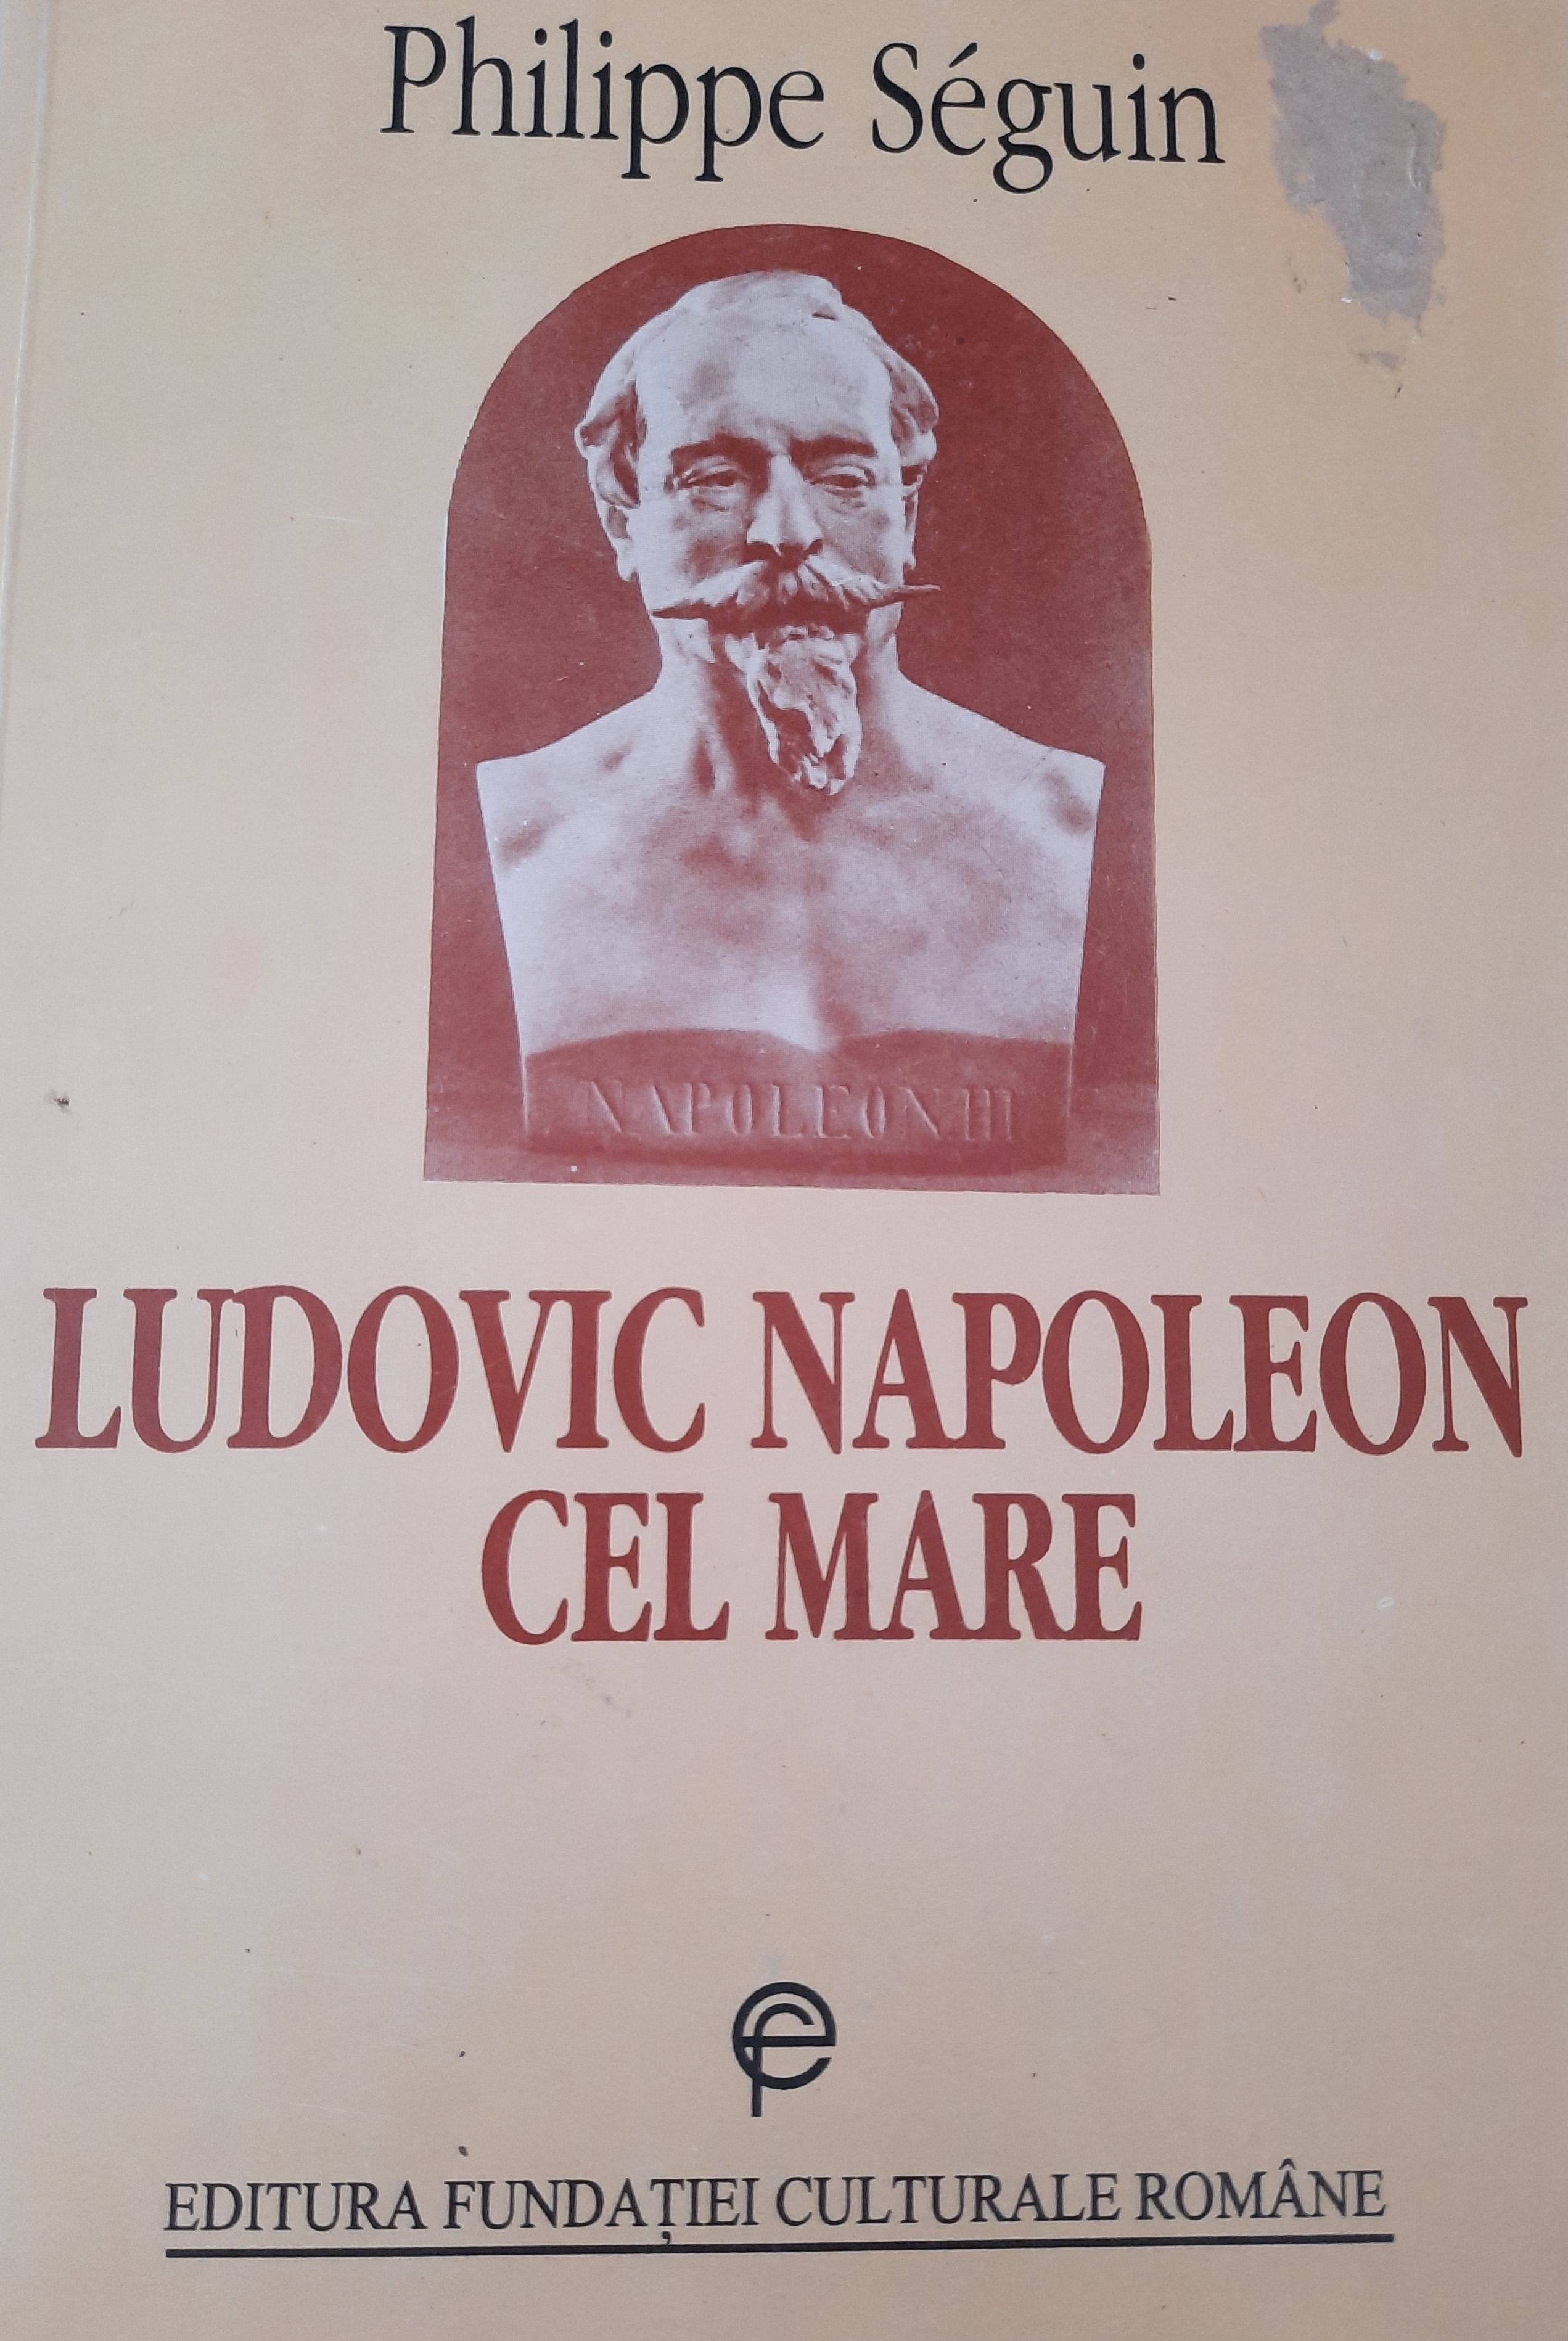 Philippe Séguin
NAPOLEON III
LUDOVIC NAPOLEON
CEL MARE
EDITURA FUNDAȚIEI CULTURALE ROMÂNE